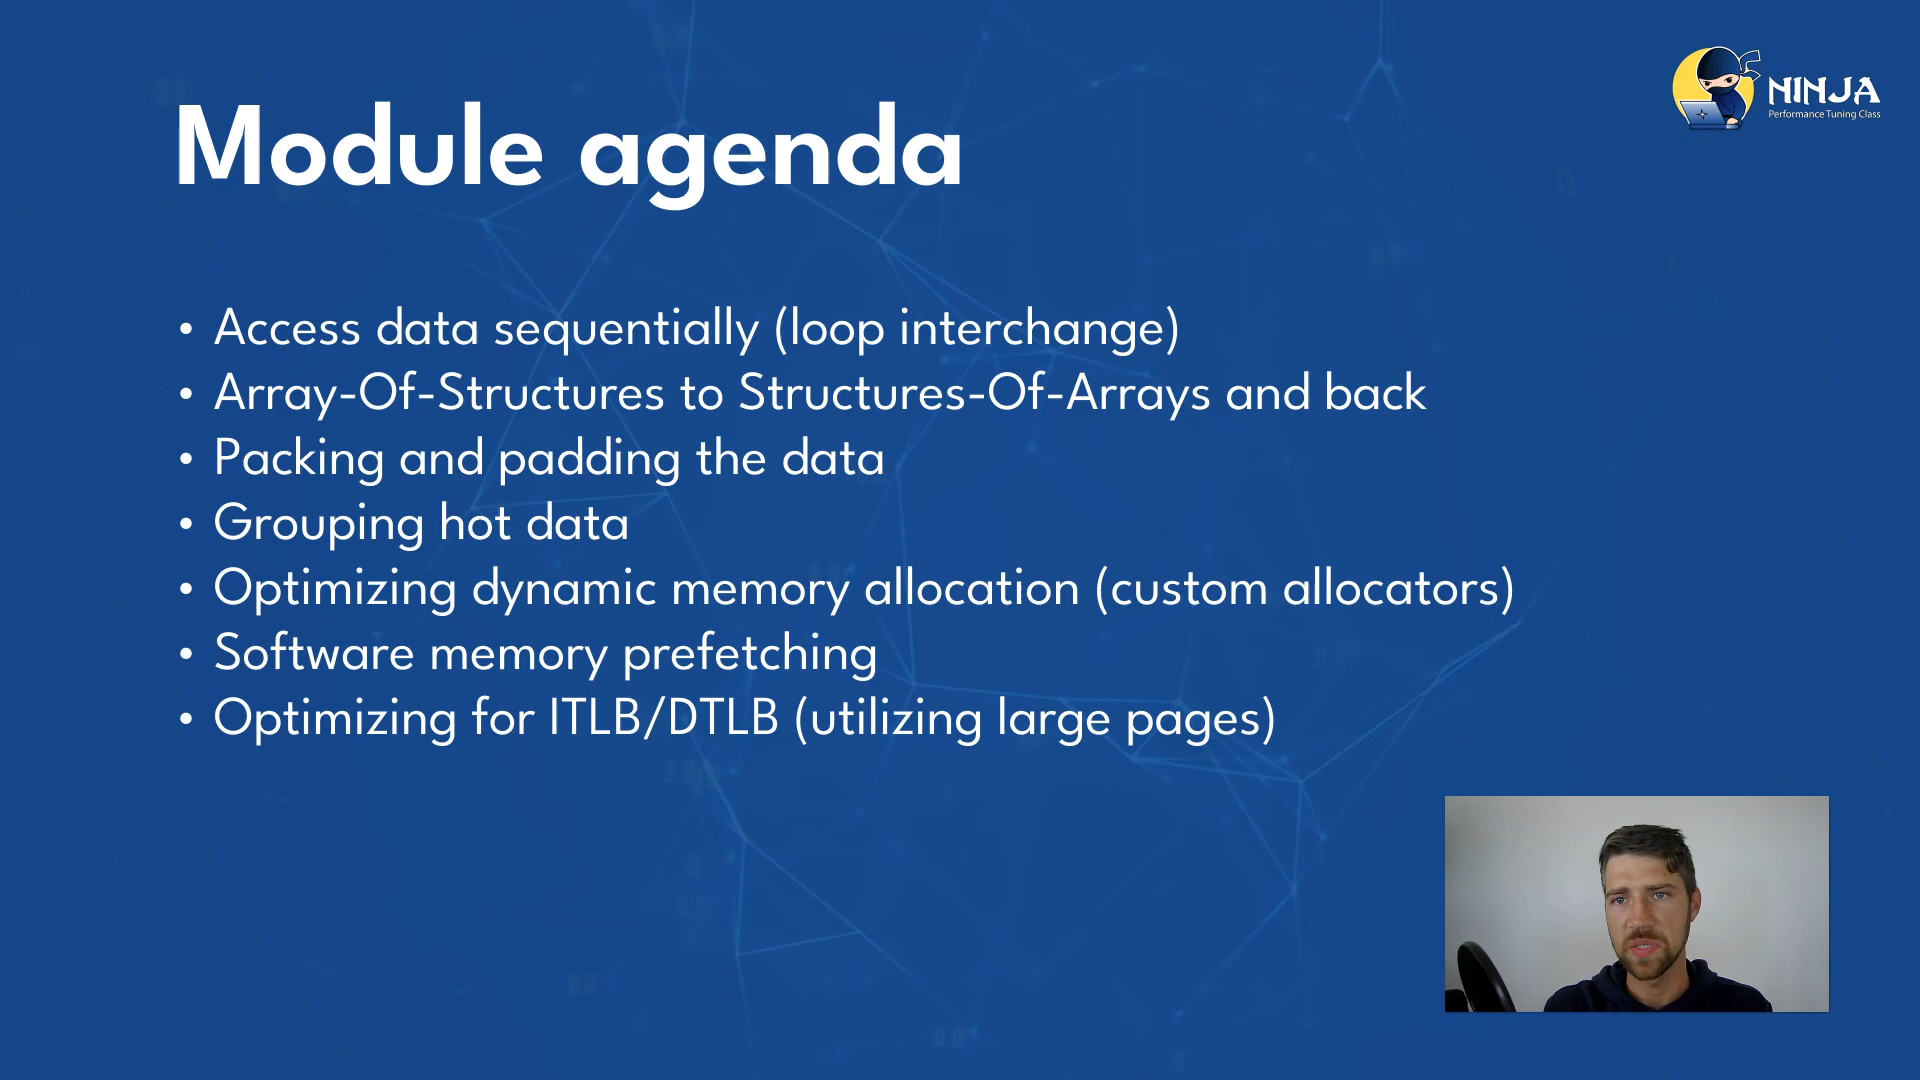 NINJA
Performance Tuning Class
Module agenda
• Access data sequentially (loop interchange)
• Array-Of-Structures to Structures-Of-Arrays and back
• Packing and padding the data
• Grouping hot data
• Optimizing dynamic memory allocation (custom allocators)
• Software memory prefetching
• Optimizing for ITLB/DTLB (utilizing large pages)